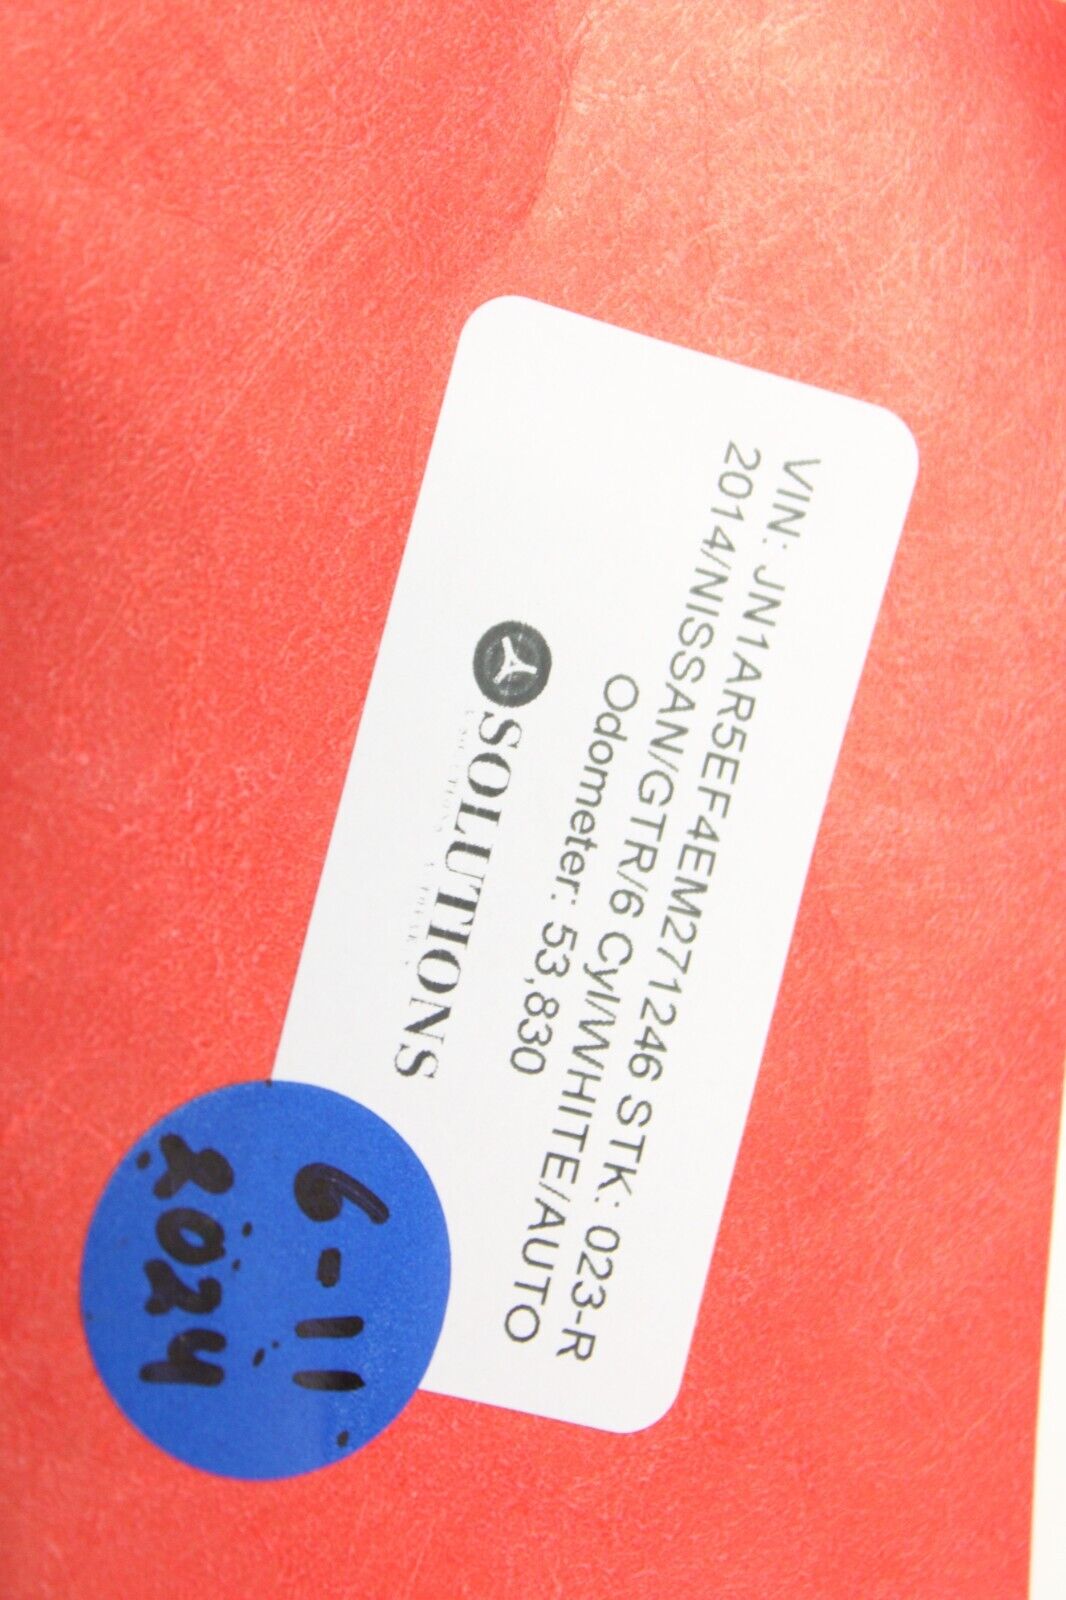 VIN: JN1AR5EF4EM271246 STK: 023-R
2014/NISSAN/GTR/6 Cyl/WHITE/AUTO
Odometer: 53,830
SOLUTIONS
6-11
2024